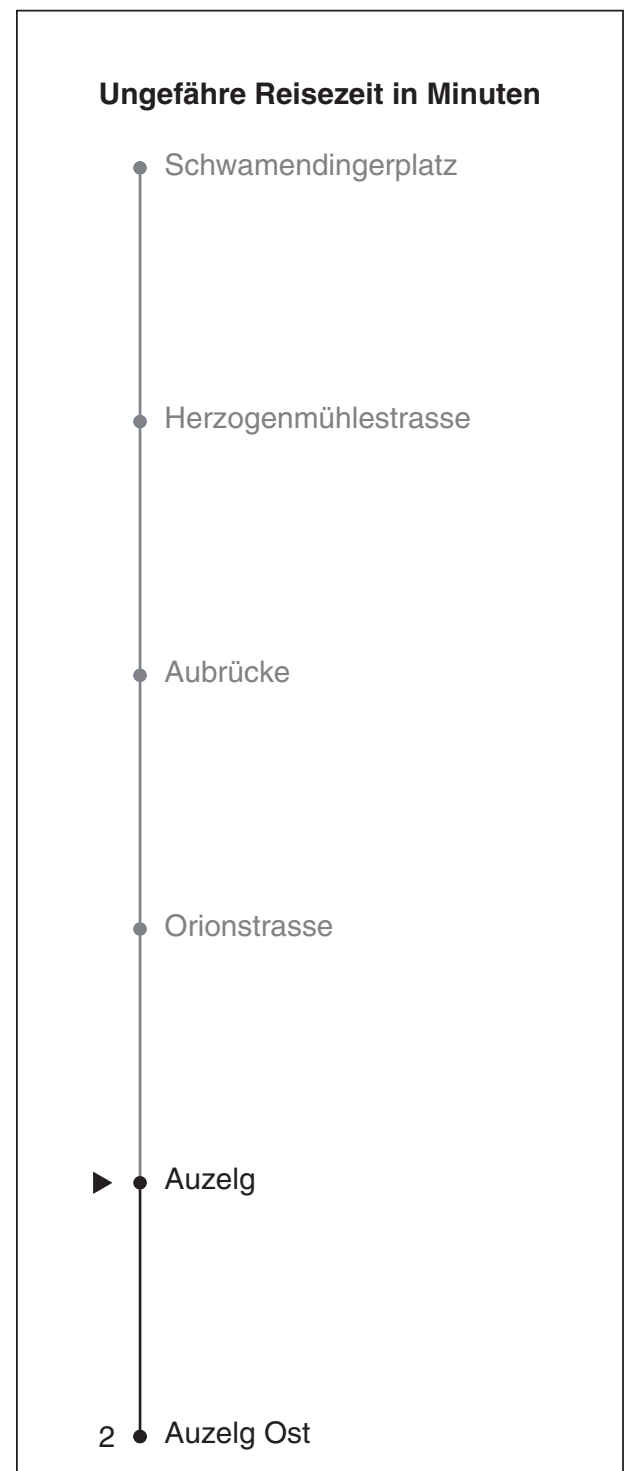 Ungefähre Reisezeit in Minuten
Schwamendingerplatz
Herzogenmühlestrasse
Aubrücke
Orionstrasse
Auzelg
2 Auzelg Ost